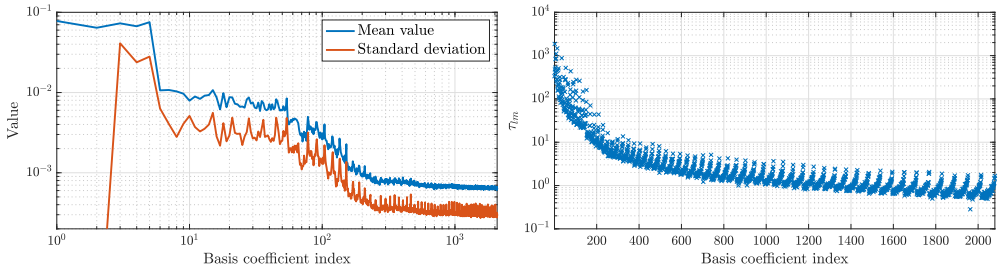 10^{-1}
Mean value
Standard deviation
10^{-2}
Value
10^{-3}
10^{0} 10^{1} 10^{2} 10^{3}
Basis coefficient index
10^{4}
10^{3}
10^{2}
τ_{lm}
10^{1}
10^{0}
10^{-1}
200 400 600 800 1000 1200 1400 1600 1800 2000
Basis coefficient index